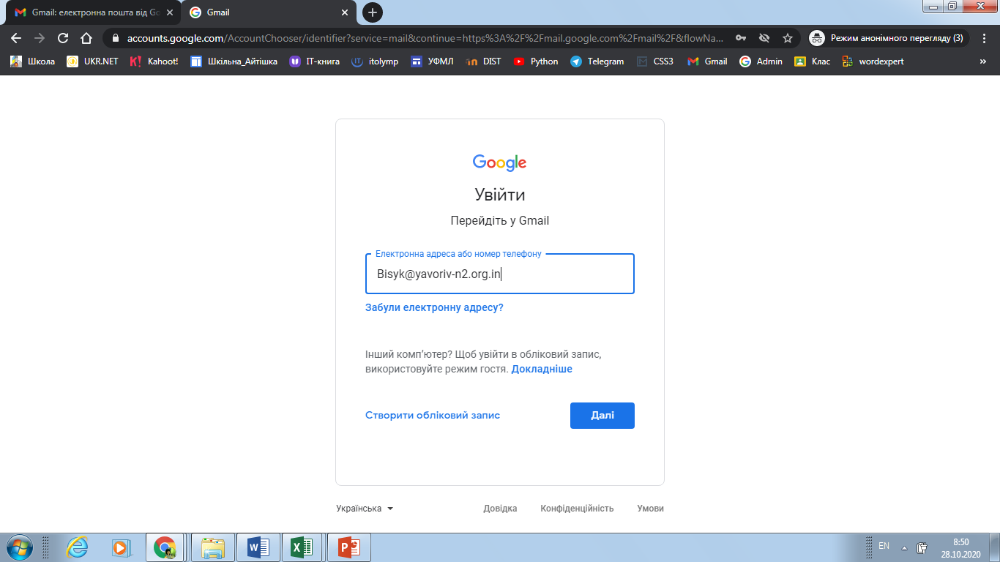 Gmail: електронна пошта від Go
Gmail
accounts.google.com/AccountChooser/identifier?service=mail&continue=https%3A%2F%2Fmail.google.com%2Fmail%2F&flowNa...
Режим анонімного перегляду (3)
Школа UKR.NET Kahoot! Шкільна_Айтішка ІТ-книга itolymp УФМЛ DIST Python Telegram CSS3 Gmail Admin Клас wordexpert »
Google
Увійти
Перейдіть у Gmail
Електронна адреса або номер телефону
Bisyk@yavoriv-n2.org.in
Забули електронну адресу?
Інший комп’ютер? Щоб увійти в обліковий запис,
використовуйте режим гостя. Докладніше
Створити обліковий запис
Далі
Українська
Довідка Конфіденційність Умови
EN
8:50
28.10.2020